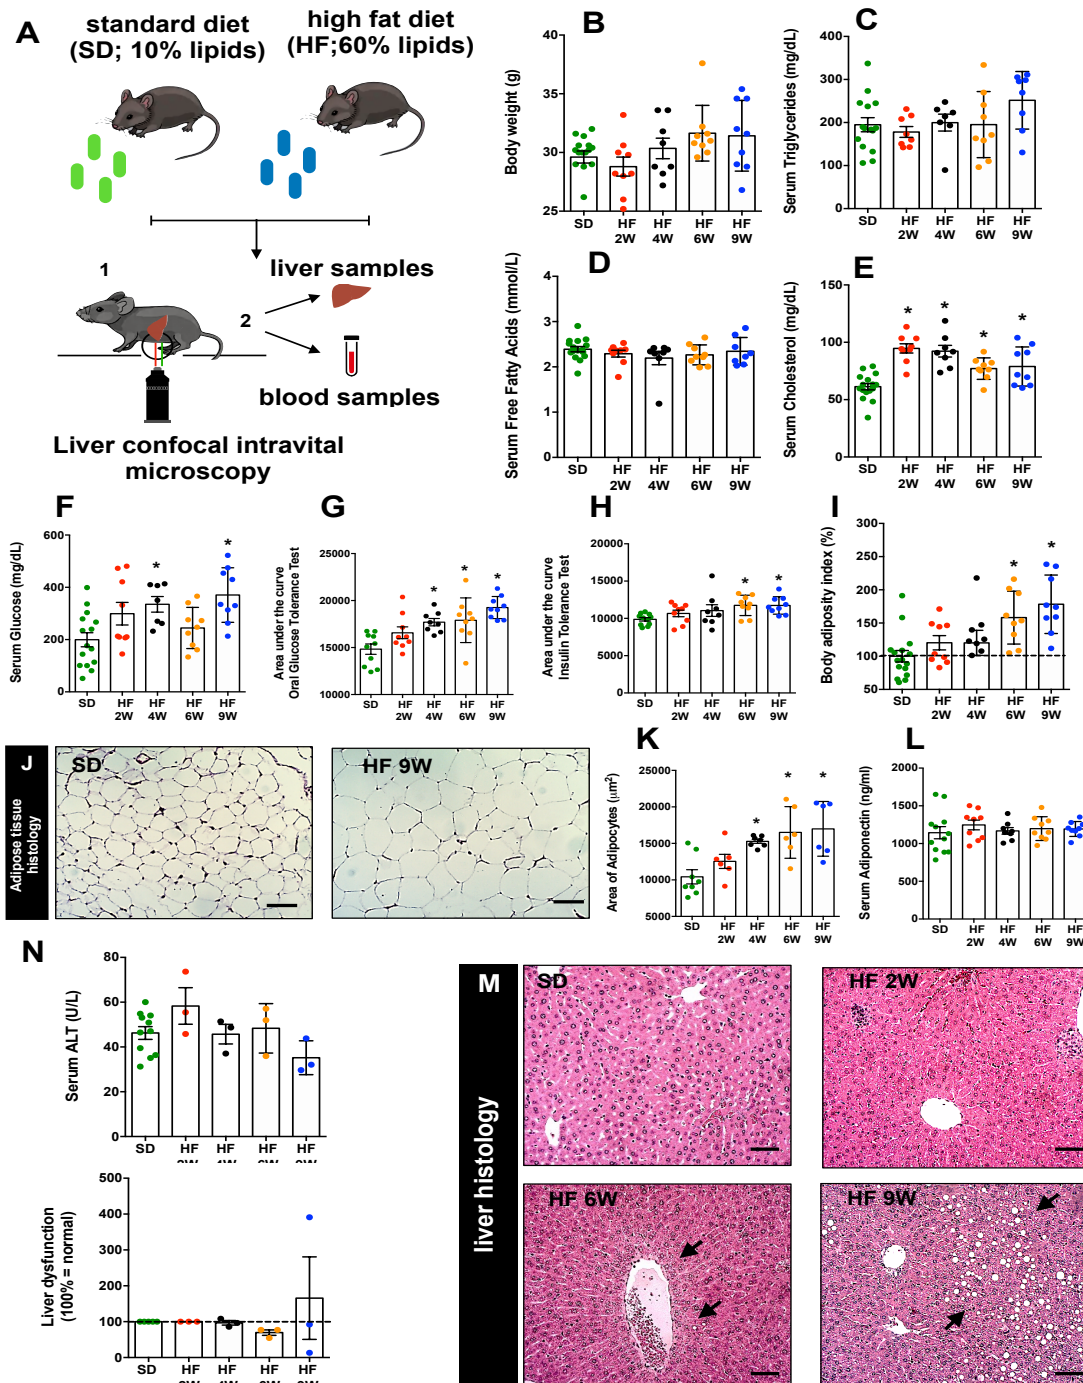 A
standard diet
(SD; 10% lipids)
high fat diet
(HF;60% lipids)
1
2
liver samples
blood samples
Liver confocal intravital
microscopy
B
Body weight (g)
40
35
30
25
SD
HF
2W
HF
4W
HF
6W
HF
9W
C
Serum Triglycerides (mg/dL)
400
300
200
100
0
SD
HF
2W
HF
4W
HF
6W
HF
9W
D
Serum Free Fatty Acids (mmol/L)
4
3
2
1
0
SD
HF
2W
HF
4W
HF
6W
HF
9W
E
Serum Cholesterol (mg/dL)
150
100
50
0
* * * *
SD
HF
2W
HF
4W
HF
6W
HF
9W
F
Serum Glucose (mg/dL)
600
400
200
0
* *
SD
HF
2W
HF
4W
HF
6W
HF
9W
G
Area under the curve
Oral Glucose Tolerance Test
25000
20000
15000
10000
* * *
SD
HF
2W
HF
4W
HF
6W
HF
9W
H
Area under the curve
Insulin Tolerance Test
20000
15000
10000
5000
0
* *
SD
HF
2W
HF
4W
HF
6W
HF
9W
I
Body adiposity index (%)
300
250
200
150
100
50
* *
SD
HF
2W
HF
4W
HF
6W
HF
9W
J
Adipose tissue
histology
SD
HF 9W
K
Area of Adipocytes (µm²)
25000
20000
15000
10000
5000
* * *
SD
HF
2W
HF
4W
HF
6W
HF
9W
L
Serum Adiponectin (ng/ml)
2000
1500
1000
500
0
SD
HF
2W
HF
4W
HF
6W
HF
9W
N
Serum ALT (U/L)
80
60
40
20
0
SD
HF
2W
HF
4W
HF
6W
HF
9W
Liver dysfunction
(100% = normal)
500
400
300
200
100
0
SD
HF
2W
HF
4W
HF
6W
HF
9W
M
liver histology
SD
HF 2W
HF 6W
HF 9W